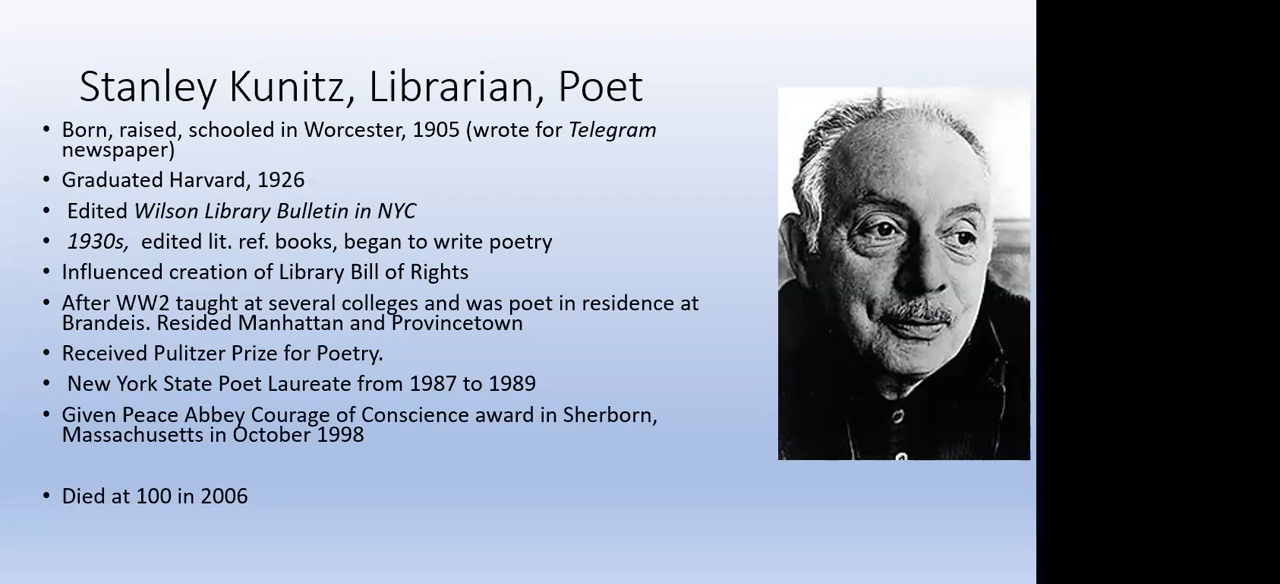 Stanley Kunitz, Librarian, Poet
• Born, raised, schooled in Worcester, 1905 (wrote for Telegram
newspaper)
• Graduated Harvard, 1926
• Edited Wilson Library Bulletin in NYC
• 1930s, edited lit. ref. books, began to write poetry
• Influenced creation of Library Bill of Rights
• After WW2 taught at several colleges and was poet in residence at
Brandeis. Resided Manhattan and Provincetown
• Received Pulitzer Prize for Poetry.
• New York State Poet Laureate from 1987 to 1989
• Given Peace Abbey Courage of Conscience award in Sherborn,
Massachusetts in October 1998
• Died at 100 in 2006